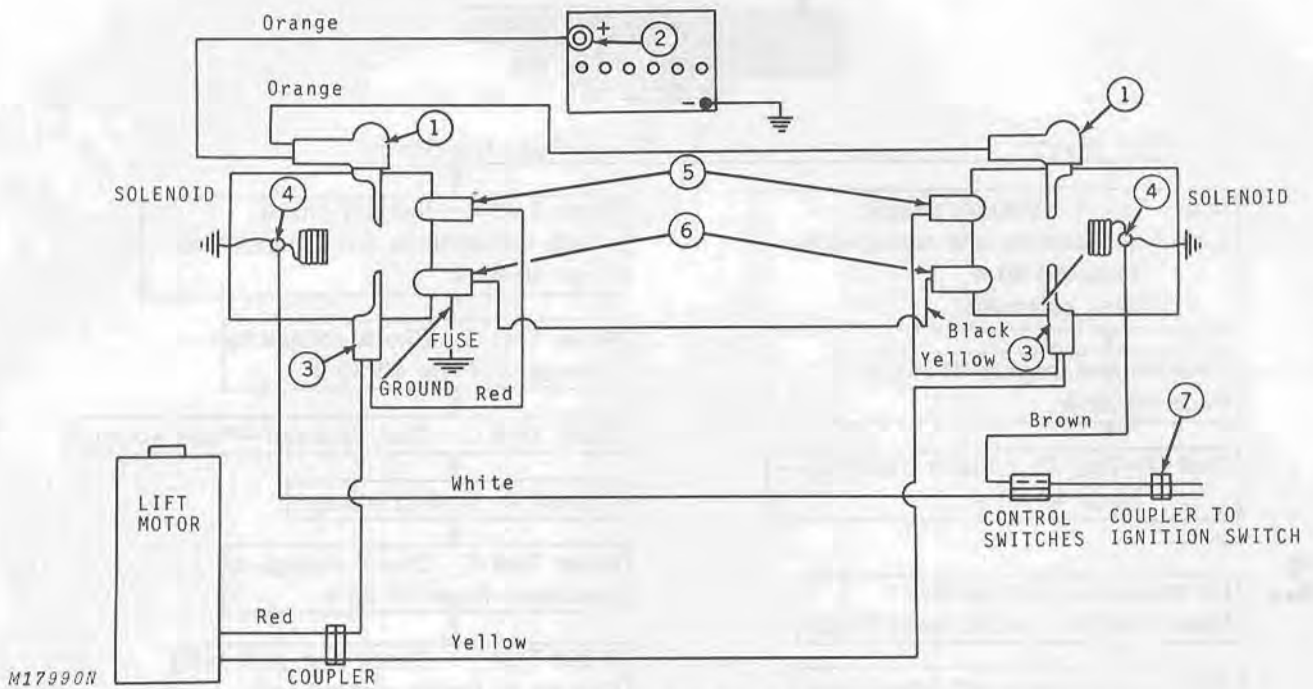 Orange
+
2
Orange
1
1
-
5
SOLENOID
4
4
SOLENOID
6
Black
FUSE
3
Yellow
3
GROUND
Red
7
Brown
White
LIFT
MOTOR
CONTROL
SWITCHES
COUPLER TO
IGNITION SWITCH
Red
Yellow
M17990N
COUPLER